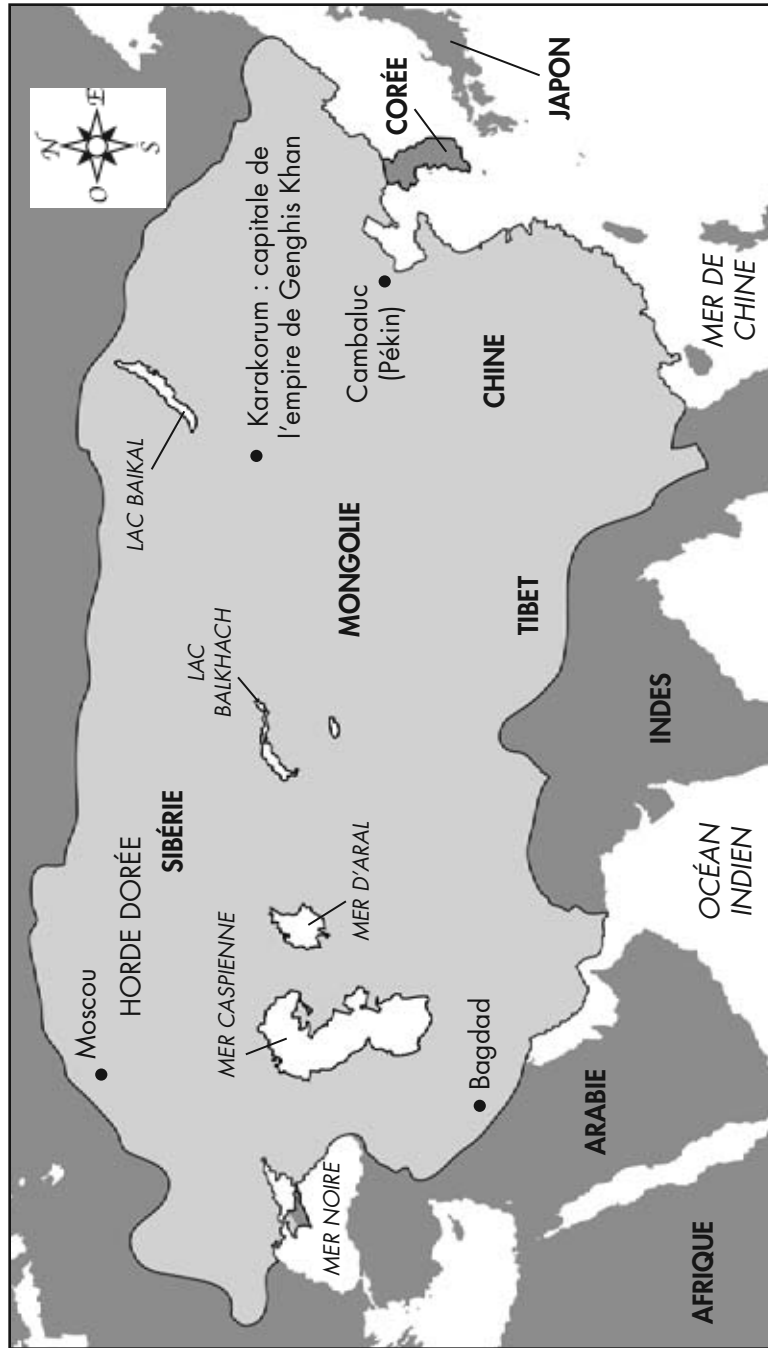 N
O
E
S
Moscou
HORDE DORÉE
SIBÉRIE
LAC BAIKAL
Karakorum : capitale de
l'empire de Genghis Khan
LAC
BALKHACH
MER CASPIENNE
MER D'ARAL
MONGOLIE
Cambaluc
(Pékin)
CORÉE
JAPON
MER NOIRE
Bagdad
TIBET
CHINE
ARABIE
INDES
AFRIQUE
OCÉAN
INDIEN
MER DE
CHINE